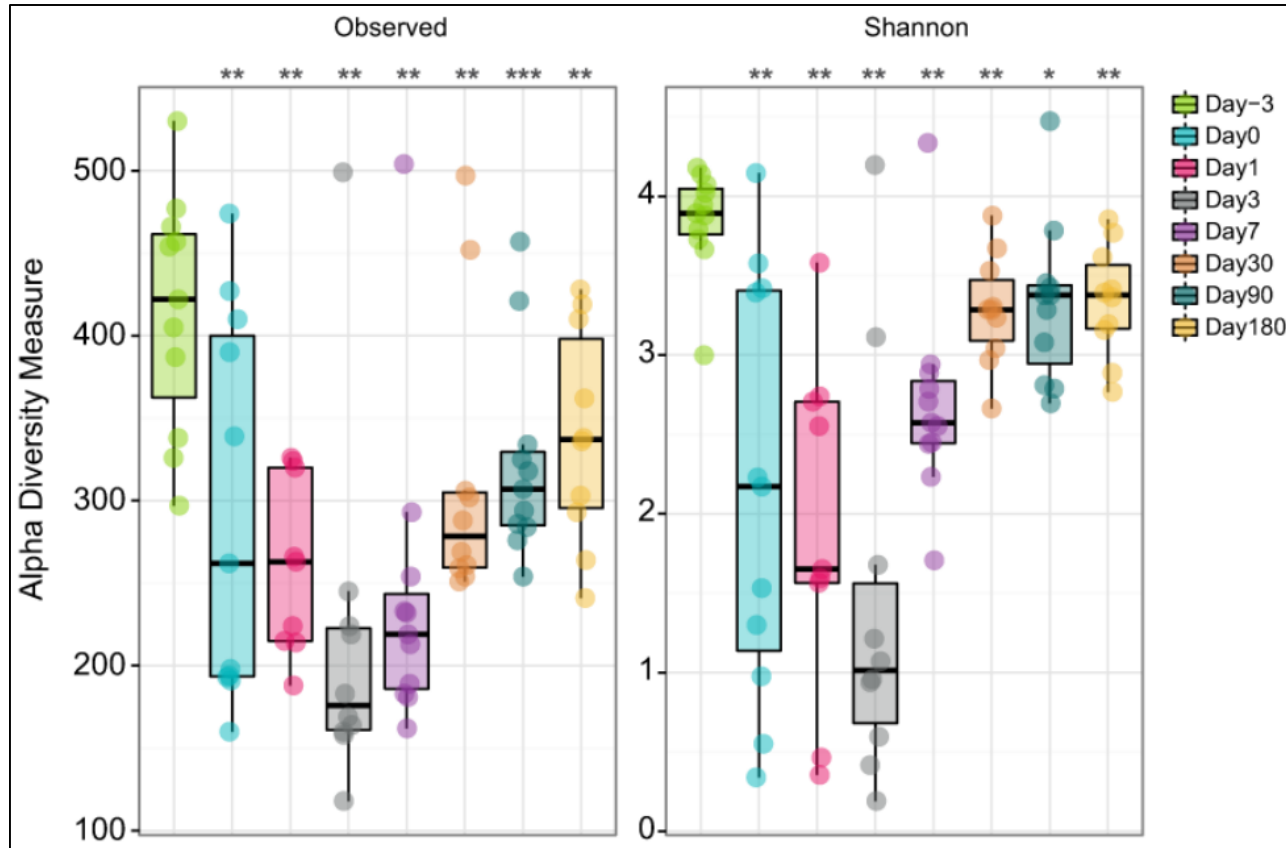 Observed
Shannon
** ** ** ** ** *** **
** ** ** ** ** * **
Alpha Diversity Measure
500
400
300
200
100
4
3
2
1
0
Day−3
Day0
Day1
Day3
Day7
Day30
Day90
Day180